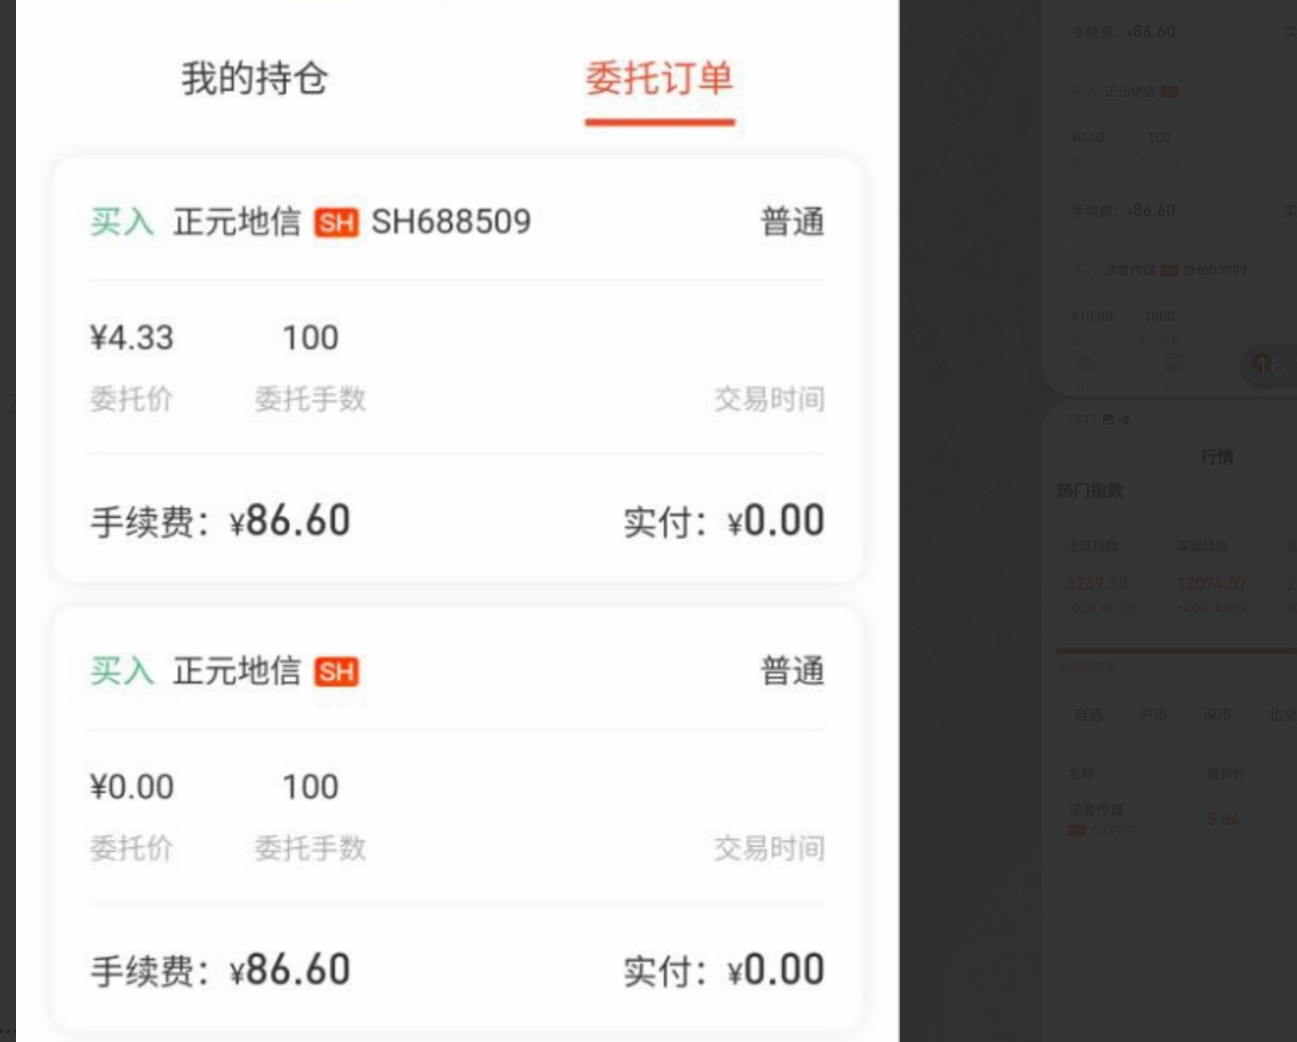 我的持仓 委托订单
买入 正元地信 SH SH688509 普通
¥4.33 100
委托价 委托手数 交易时间
手续费：¥86.60 实付：¥0.00
买入 正元地信 SH 普通
¥0.00 100
委托价 委托手数 交易时间
手续费：¥86.60 实付：¥0.00
手续费：¥86.60
买入 正元地信 SH
¥0.00 100
手续费：¥86.60
买入 读者传媒 SH SH603999
¥10.00 1000
15:17
行情
热门指数
上证指数 深证成指
3269.10 12094.87
自选 沪市 深市 北交
名称 最新价
读者传媒 5.84
SH 603999